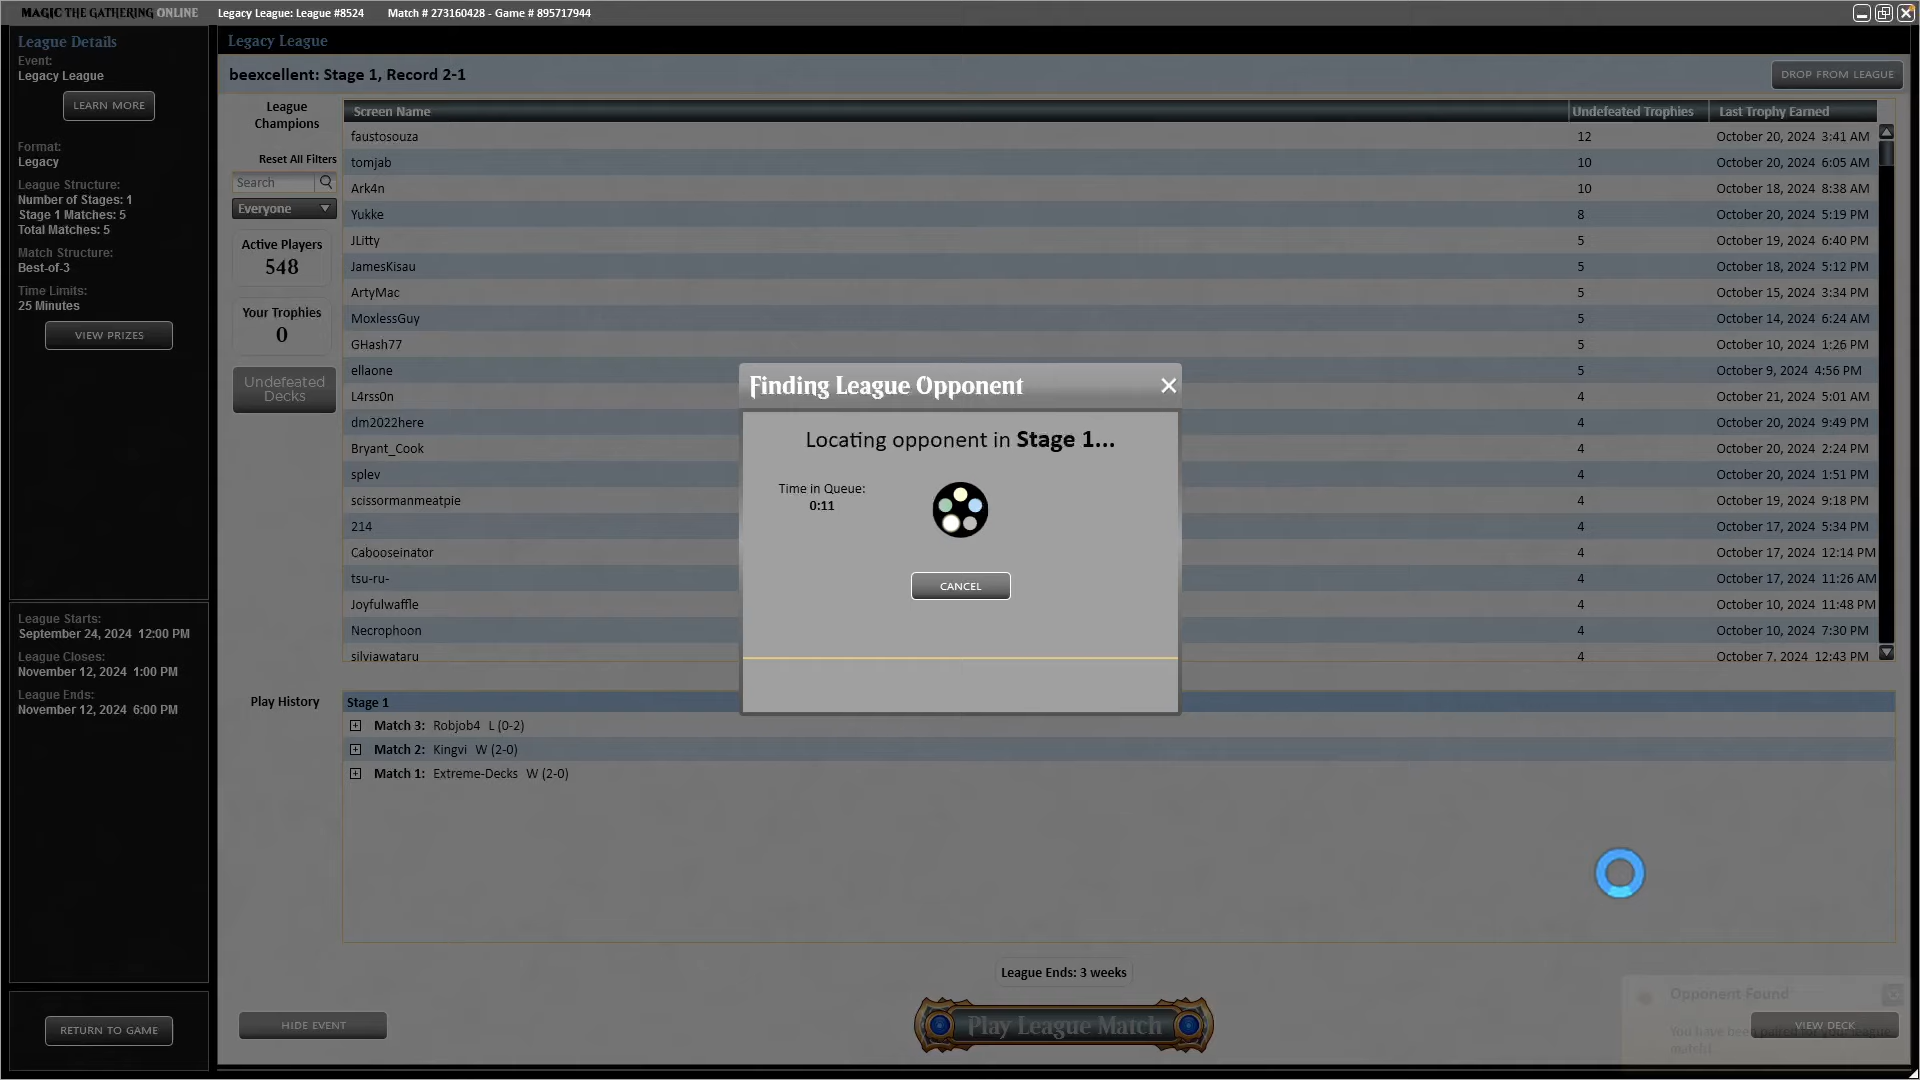 MAGIC THE GATHERING ONLINE Legacy League: League #8524 Match # 273160428 - Game # 895717944
League Details
Event:
Legacy League
LEARN MORE
Format:
Legacy
League Structure:
Number of Stages: 1
Stage 1 Matches: 5
Total Matches: 5
Match Structure:
Best-of-3
Time Limits:
25 Minutes
VIEW PRIZES
League Starts:
September 24, 2024 12:00 PM
League Closes:
November 12, 2024 1:00 PM
League Ends:
November 12, 2024 6:00 PM
RETURN TO GAME
Legacy League
beexcellent: Stage 1, Record 2-1
DROP FROM LEAGUE
League
Champions
Reset All Filters
Search
Everyone
Active Players
548
Your Trophies
0
Undefeated
Decks
Screen Name Undefeated Trophies Last Trophy Earned
faustosouza 12 October 20, 2024 3:41 AM
tomjab 10 October 20, 2024 6:05 AM
Ark4n 10 October 18, 2024 8:38 AM
Yukke 8 October 20, 2024 5:19 PM
JLitty 5 October 19, 2024 6:40 PM
JamesKisau 5 October 18, 2024 5:12 PM
ArtyMac 5 October 15, 2024 3:34 PM
MoxlessGuy 5 October 14, 2024 6:24 AM
GHash77 5 October 10, 2024 1:26 PM
ellaone 5 October 9, 2024 4:56 PM
L4rss0n 4 October 21, 2024 5:01 AM
dm2022here 4 October 20, 2024 9:49 PM
Bryant_Cook 4 October 20, 2024 2:24 PM
splev 4 October 20, 2024 1:51 PM
scissormanmeatpie 4 October 19, 2024 9:18 PM
214 4 October 17, 2024 5:34 PM
Cabooseinator 4 October 17, 2024 12:14 PM
tsu-ru- 4 October 17, 2024 11:26 AM
Joyfulwaffle 4 October 10, 2024 11:48 PM
Necrophoon 4 October 10, 2024 7:30 PM
silviawataru 4 October 7, 2024 12:43 PM
Finding League Opponent
Locating opponent in Stage 1...
Time in Queue:
0:11
CANCEL
Play History
Stage 1
Match 3: Robjob4 L (0-2)
Match 2: Kingvi W (2-0)
Match 1: Extreme-Decks W (2-0)
League Ends: 3 weeks
HIDE EVENT
Play League Match
Opponent Found
VIEW DECK
You have been
match!